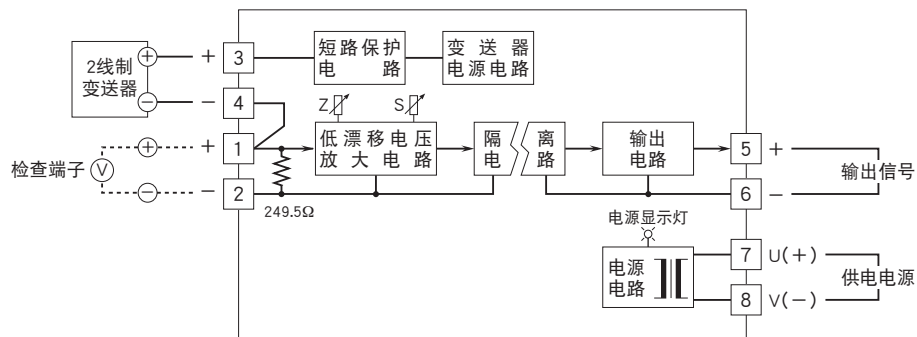 2线制
变送器
+
−
+
3
−
4
+
1
−
2
检查端子
V
+
−
短路保护
电路
变送器
电源电路
Z
S
低漂移电压
放大电路
249.5Ω
隔离
电路
输出
电路
5
+
6
−
输出信号
电源显示灯
电源
电路
7
U(+)
8
V(−)
供电电源